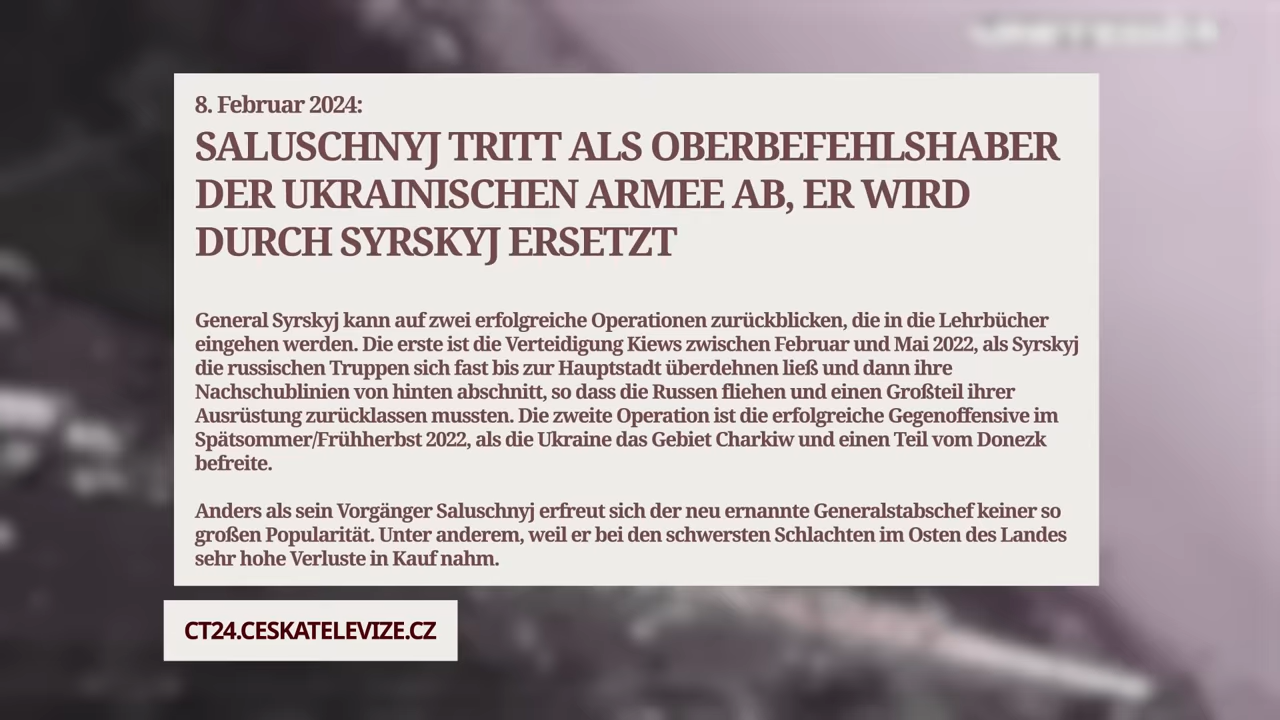 8. Februar 2024:
SALUSCHNYJ TRITT ALS OBERBEFEHLSHABER
DER UKRAINISCHEN ARMEE AB, ER WIRD
DURCH SYRSKYJ ERSETZT
General Syrskyj kann auf zwei erfolgreiche Operationen zurückblicken, die in die Lehrbücher
eingehen werden. Die erste ist die Verteidigung Kiews zwischen Februar und Mai 2022, als Syrskyj
die russischen Truppen sich fast bis zur Hauptstadt überdehnen ließ und dann ihre
Nachschublinien von hinten abschnitt, so dass die Russen fliehen und einen Großteil ihrer
Ausrüstung zurücklassen mussten. Die zweite Operation ist die erfolgreiche Gegenoffensive im
Spätsommer/Frühherbst 2022, als die Ukraine das Gebiet Charkiw und einen Teil vom Donezk
befreite.
Anders als sein Vorgänger Saluschnyj erfreut sich der neu ernannte Generalstabschef keiner so
großen Popularität. Unter anderem, weil er bei den schwersten Schlachten im Osten des Landes
sehr hohe Verluste in Kauf nahm.
CT24.CESKATELEVIZE.CZ